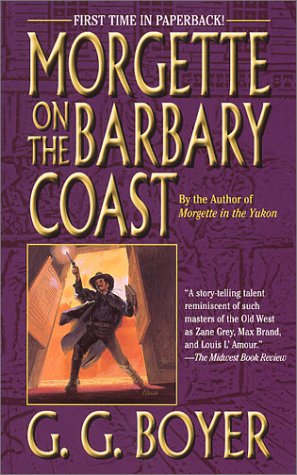 FIRST TIME IN PAPERBACK!
MORGETTE
ON THE BARBARY
COAST
By the Author of
Morgette in the Yukon
"A story-telling talent
reminiscent of such
masters of the Old West
as Zane Grey, Max Brand,
and Louis L' Amour."
—The Midwest Book Review
G. G. BOYER